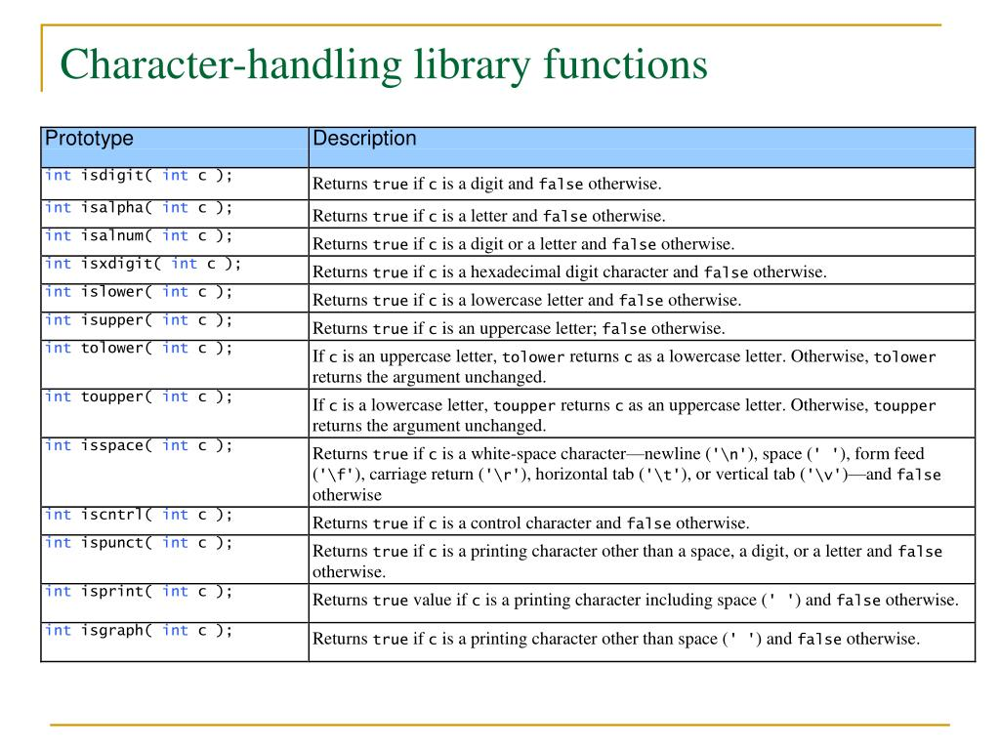 Character-handling library functions
Prototype Description
int isdigit( int c ); Returns true if c is a digit and false otherwise.
int isalpha( int c ); Returns true if c is a letter and false otherwise.
int isalnum( int c ); Returns true if c is a digit or a letter and false otherwise.
int isxdigit( int c ); Returns true if c is a hexadecimal digit character and false otherwise.
int islower( int c ); Returns true if c is a lowercase letter and false otherwise.
int isupper( int c ); Returns true if c is an uppercase letter; false otherwise.
int tolower( int c ); If c is an uppercase letter, tolower returns c as a lowercase letter. Otherwise, tolower
returns the argument unchanged.
int toupper( int c ); If c is a lowercase letter, toupper returns c as an uppercase letter. Otherwise, toupper
returns the argument unchanged.
int isspace( int c ); Returns true if c is a white-space character—newline ('\n'), space (' '), form feed
('\f'), carriage return ('\r'), horizontal tab ('\t'), or vertical tab ('\v')—and false
otherwise
int iscntrl( int c ); Returns true if c is a control character and false otherwise.
int ispunct( int c ); Returns true if c is a printing character other than a space, a digit, or a letter and false
otherwise.
int isprint( int c ); Returns true value if c is a printing character including space (' ') and false otherwise.
int isgraph( int c ); Returns true if c is a printing character other than space (' ') and false otherwise.